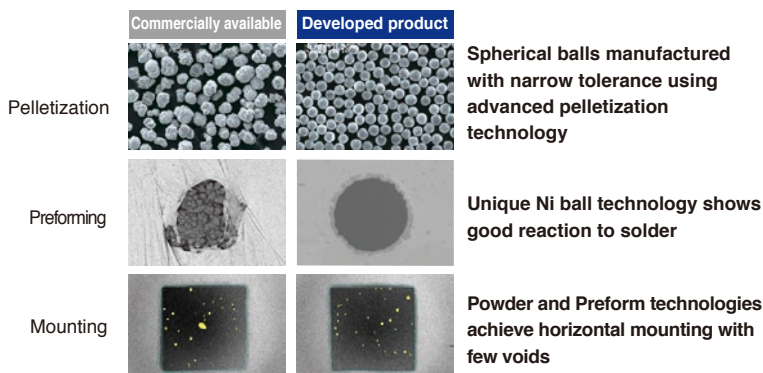 Commercially available
Developed product
Pelletization
Spherical balls manufactured
with narrow tolerance using
advanced pelletization
technology
Preforming
Unique Ni ball technology shows
good reaction to solder
Mounting
Powder and Preform technologies
achieve horizontal mounting with
few voids